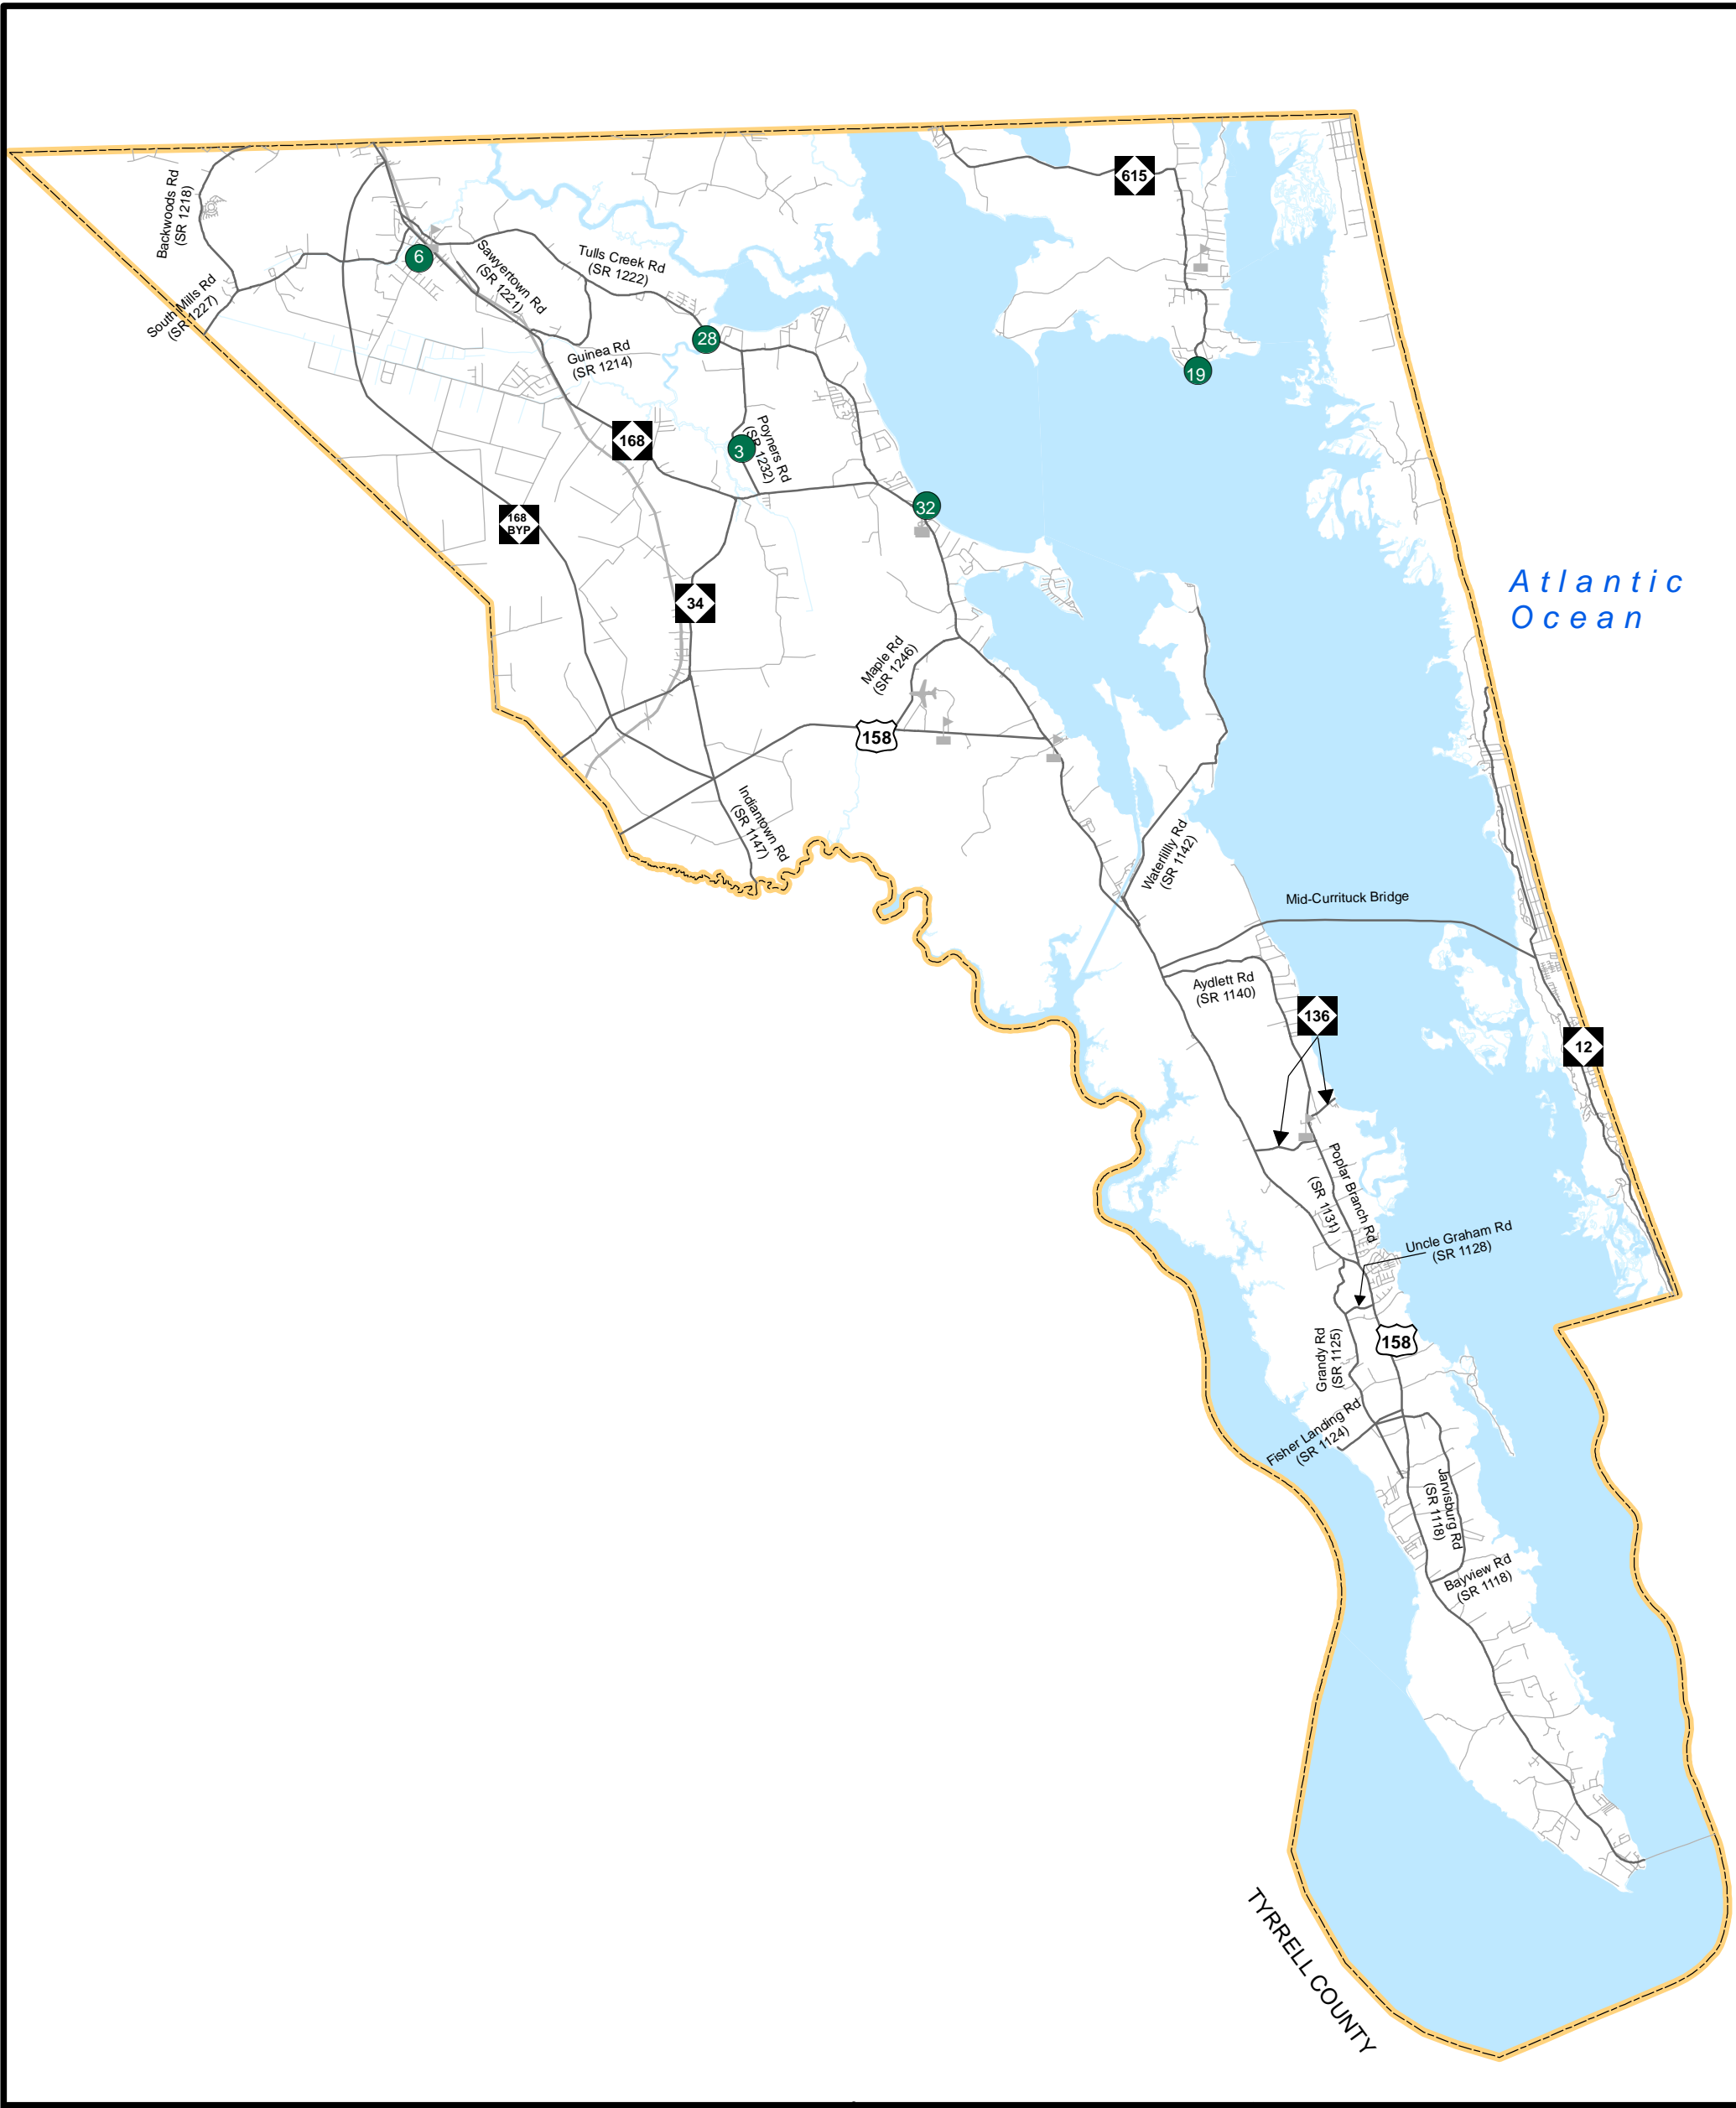 615
Backwoods Rd
(SR 1218)
South Mills Rd
(SR 1227)
6
Sawyertown Rd
(SR 1221)
Tulls Creek Rd
(SR 1222)
28
Guinea Rd
(SR 1214)
19
168
Poyners Rd
(SR 1232)
3
32
168
BYP
34
Atlantic
Ocean
Maple Rd
(SR 1246)
158
Indiantown Rd
(SR 1147)
Waterlilly Rd
(SR 1142)
Mid-Currituck Bridge
Aydlett Rd
(SR 1140)
136
12
Poplar Branch Rd
(SR 1131)
Uncle Graham Rd
(SR 1128)
Grandy Rd
(SR 1125)
158
Fisher Landing Rd
(SR 1124)
Jarvisburg Rd
(SR 1118)
Bayview Rd
(SR 1118)
TYRRELL COUNTY